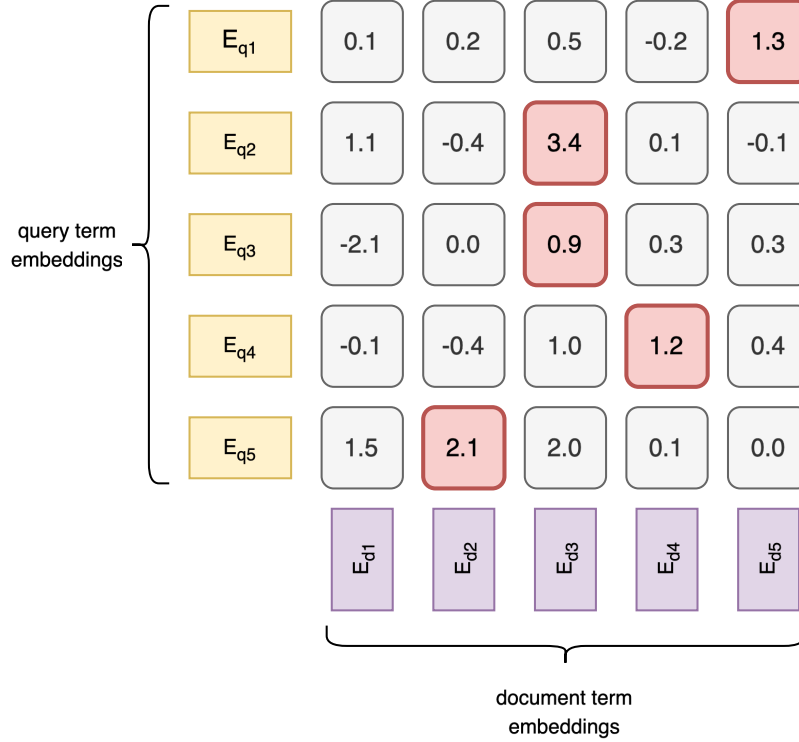 Eq1 0.1 0.2 0.5 -0.2 1.3
Eq2 1.1 -0.4 3.4 0.1 -0.1
query term
embeddings
Eq3 -2.1 0.0 0.9 0.3 0.3
Eq4 -0.1 -0.4 1.0 1.2 0.4
Eq5 1.5 2.1 2.0 0.1 0.0
Ed1 Ed2 Ed3 Ed4 Ed5
document term
embeddings